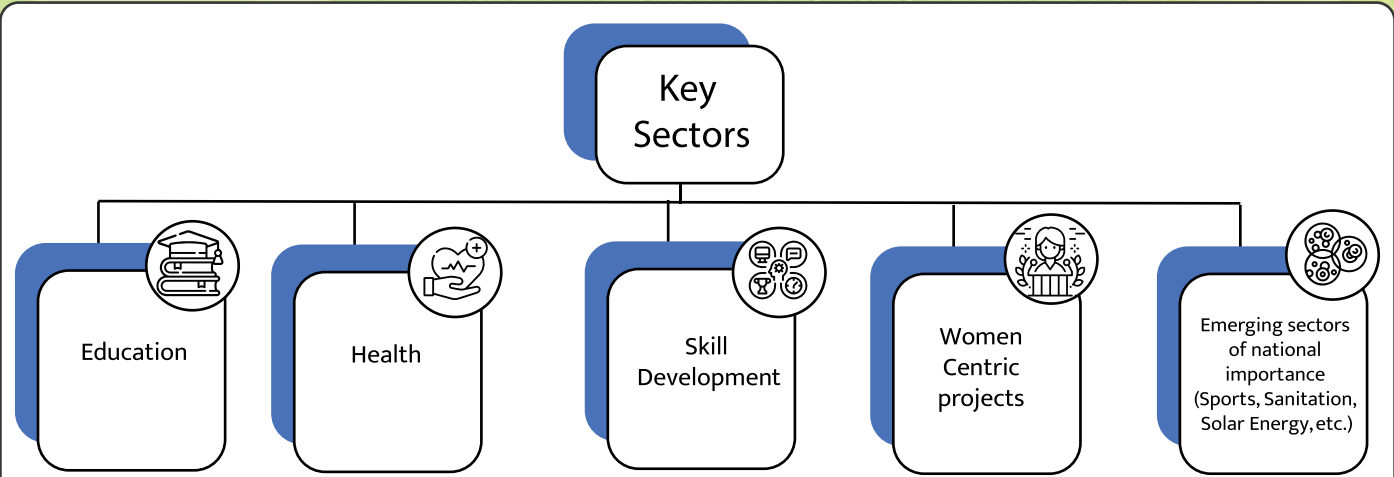 Key
Sectors
Education
Health
Skill
Development
Women
Centric
projects
Emerging sectors
of national
importance
(Sports, Sanitation,
Solar Energy, etc.)